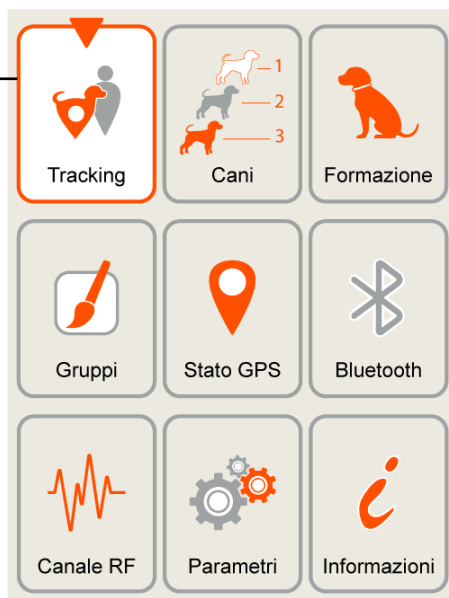 1
2
3
Tracking
Cani
Formazione
Gruppi
Stato GPS
Bluetooth
Canale RF
Parametri
Informazioni